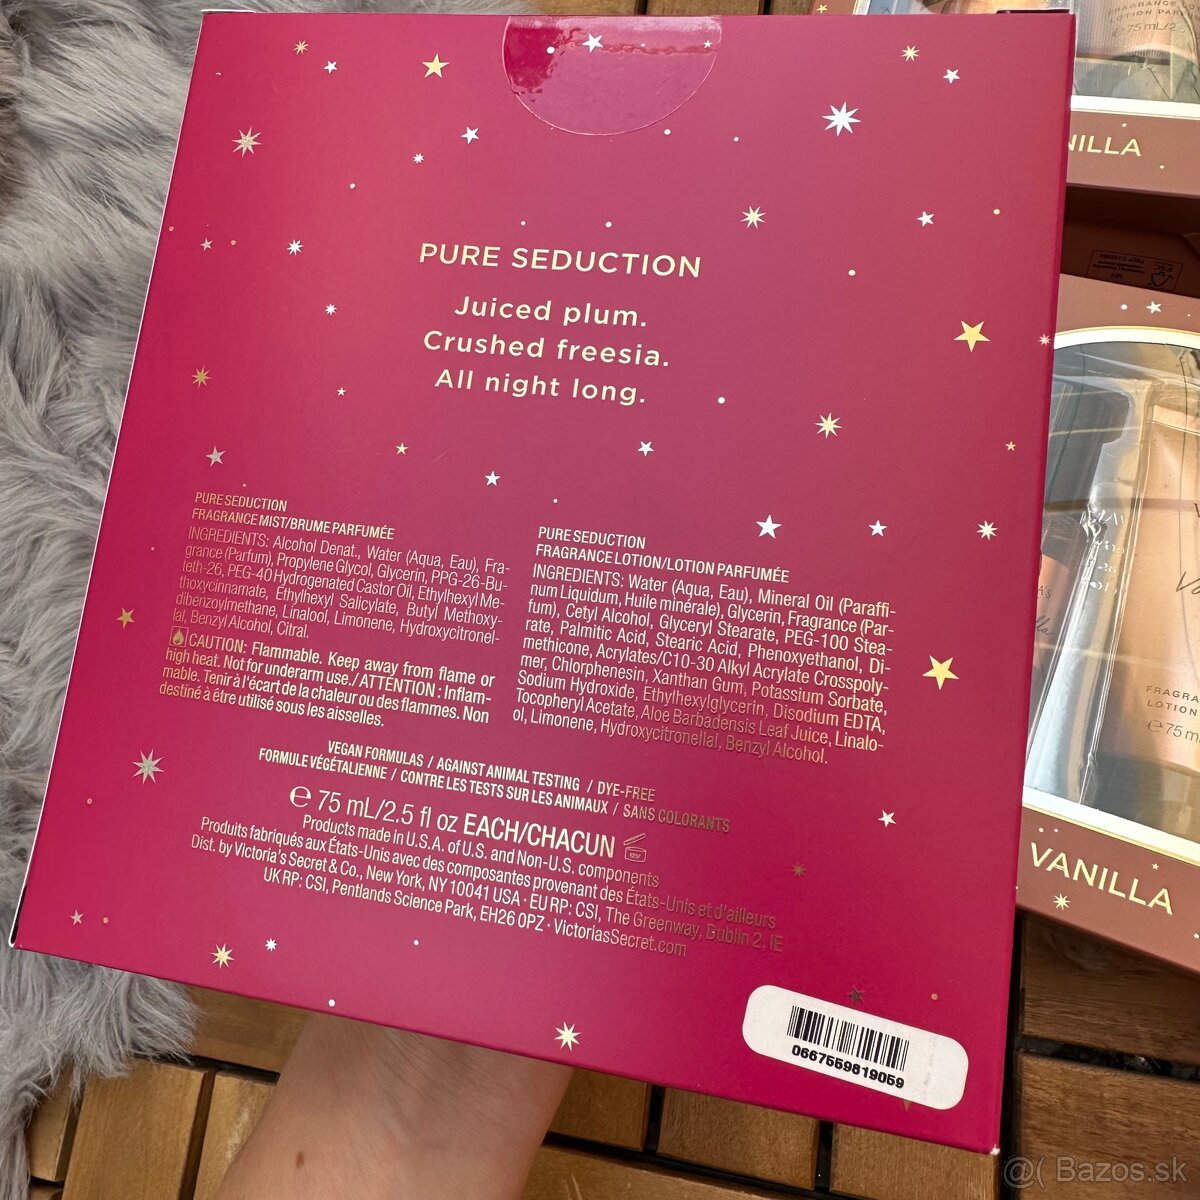 PURE SEDUCTION
Juiced plum.
Crushed freesia.
All night long.
PURE SEDUCTION
FRAGRANCE MIST/BRUME PARFUMÉE
INGREDIENTS: Alcohol Denat., Water (Aqua, Eau), Fra-
grance (Parfum), Propylene Glycol, Glycerin, PPG-26-Bu-
teth-26, PEG-40 Hydrogenated Castor Oil, Ethylhexyl Me-
thoxycinnamate, Ethylhexyl Salicylate, Butyl Methoxy-
dibenzoylmethane, Linalool, Limonene, Hydroxycitronel-
lal, Benzyl Alcohol, Citral.
CAUTION: Flammable. Keep away from flame or
high heat. Not for underarm use./ ATTENTION : Inflam-
mable. Tenir à l'écart de la chaleur ou des flammes. Non
destiné à être utilisé sous les aisselles.
PURE SEDUCTION
FRAGRANCE LOTION/LOTION PARFUMÉE
INGREDIENTS: Water (Aqua, Eau), Mineral Oil (Paraffi-
num Liquidum, Huile minérale), Glycerin, Fragrance (Par-
fum), Cetyl Alcohol, Glyceryl Stearate, PEG-100 Stea-
rate, Palmitic Acid, Stearic Acid, Phenoxyethanol, Di-
methicone, Acrylates/C10-30 Alkyl Acrylate Crosspoly-
mer, Chlorphenesin, Xanthan Gum, Potassium Sorbate,
Sodium Hydroxide, Ethylhexylglycerin, Disodium EDTA,
Tocopheryl Acetate, Aloe Barbadensis Leaf Juice, Linalo-
ol, Limonene, Hydroxycitronellal, Benzyl Alcohol.
VEGAN FORMULAS / AGAINST ANIMAL TESTING / DYE-FREE
FORMULE VÉGÉTALIENNE / CONTRE LES TESTS SUR LES ANIMAUX / SANS COLORANTS
℮ 75 mL/2.5 fl oz EACH/CHACUN
Products made in U.S.A. of U.S. and Non-U.S. components
Produits fabriqués aux États-Unis avec des composantes provenant des États-Unis et d'ailleurs
Dist. by Victoria's Secret & Co., New York, NY 10041 USA · EU RP: CSI, The Greenway, Dublin 2, IE
UK RP: CSI, Pentlands Science Park, EH26 0PZ · VictoriasSecret.com
0667559819059
VANILLA
FRAGRA
LOTION
℮75 m
VANILLA
@( Bazos.sk